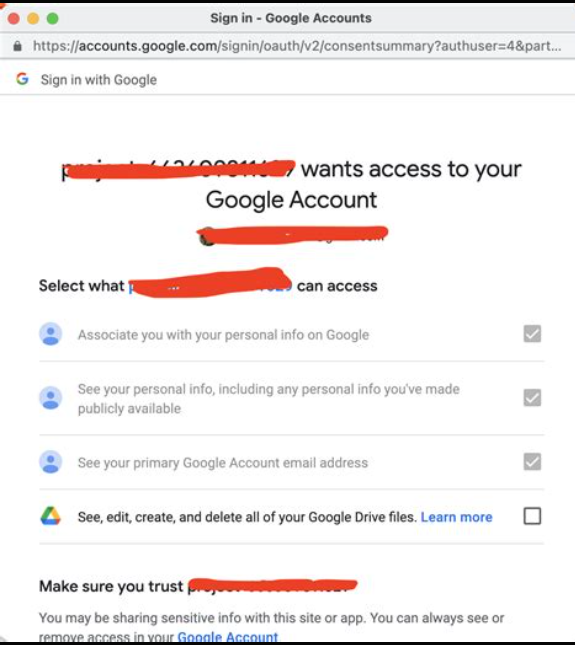 Sign in - Google Accounts
https://accounts.google.com/signin/oauth/v2/consentsummary?authuser=4&part...
Sign in with Google
wants access to your
Google Account
Select what
can access
Associate you with your personal info on Google
See your personal info, including any personal info you've made
publicly available
See your primary Google Account email address
See, edit, create, and delete all of your Google Drive files. Learn more
Make sure you trust
You may be sharing sensitive info with this site or app. You can always see or
remove access in your Google Account